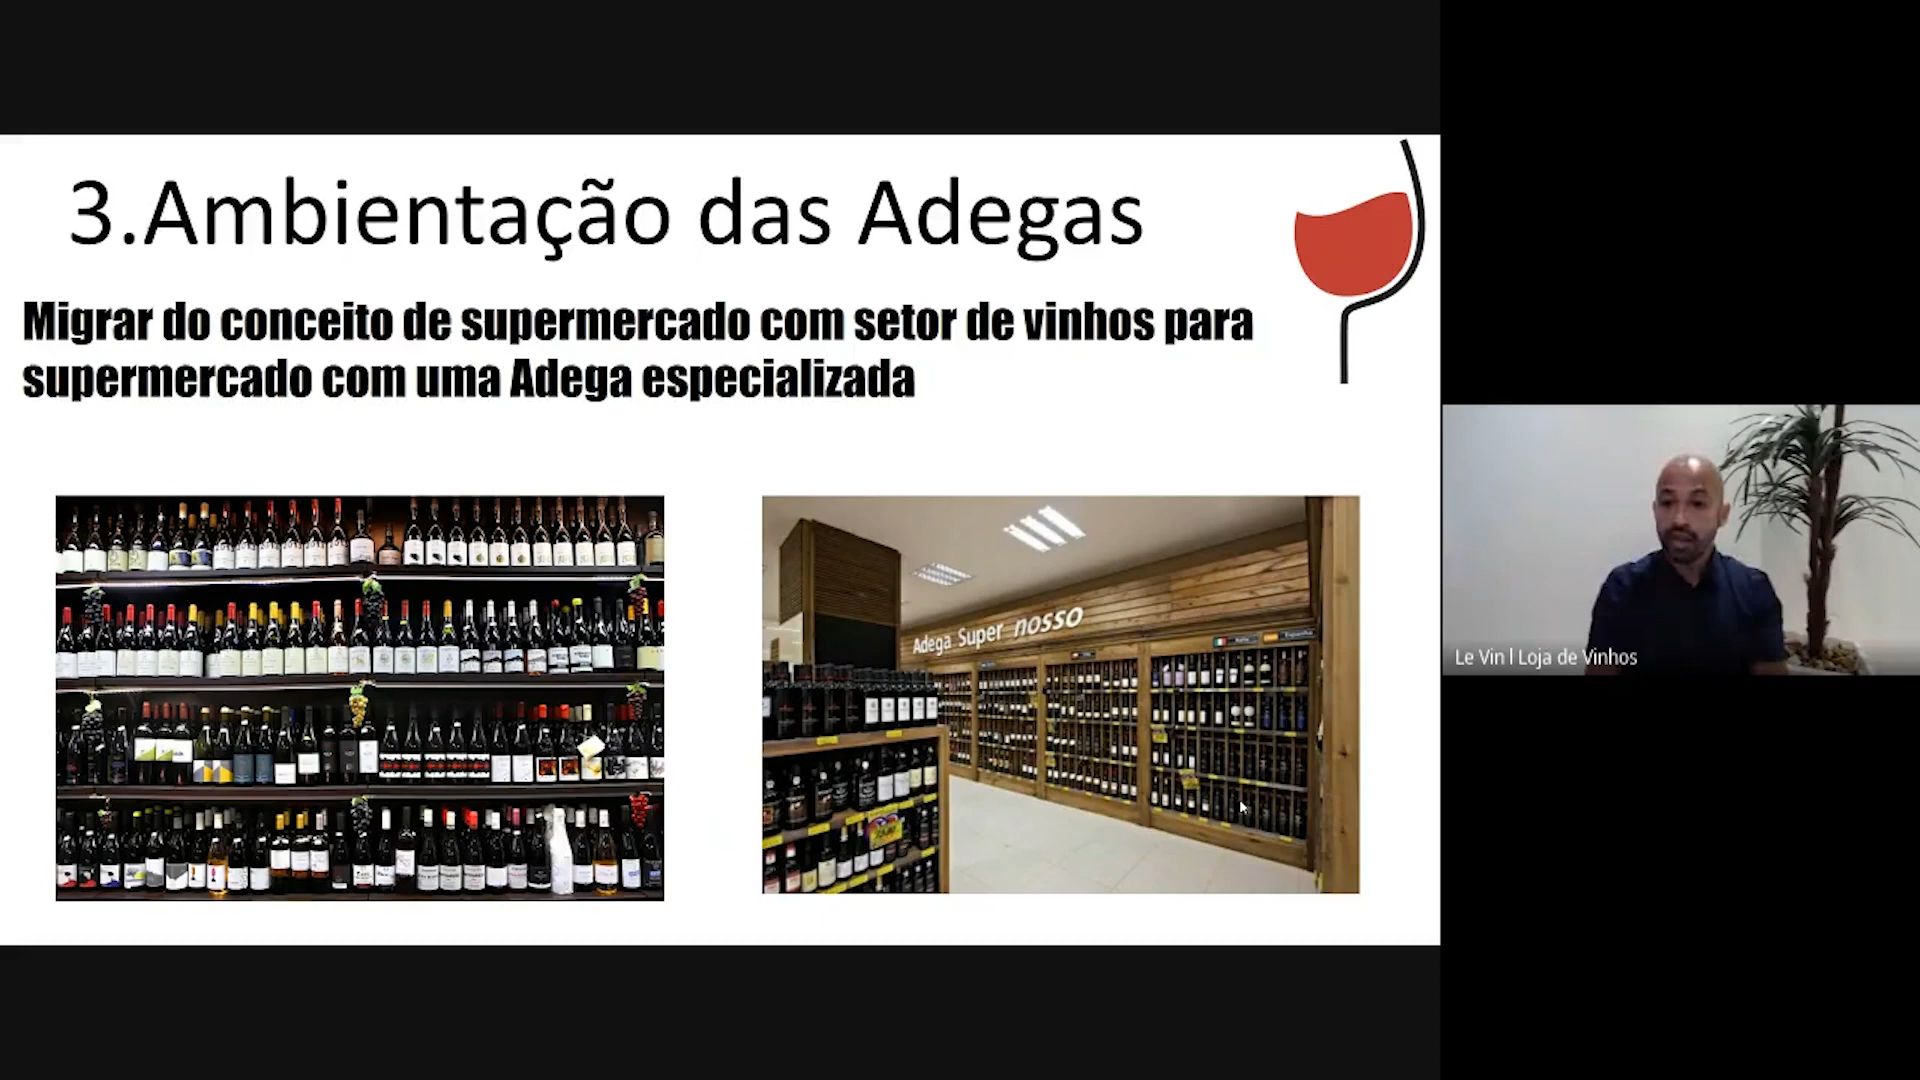 3.Ambientação das Adegas
Migrar do conceito de supermercado com setor de vinhos para
supermercado com uma Adega especializada
Adega Super nosso
Le Vin l Loja de Vinhos